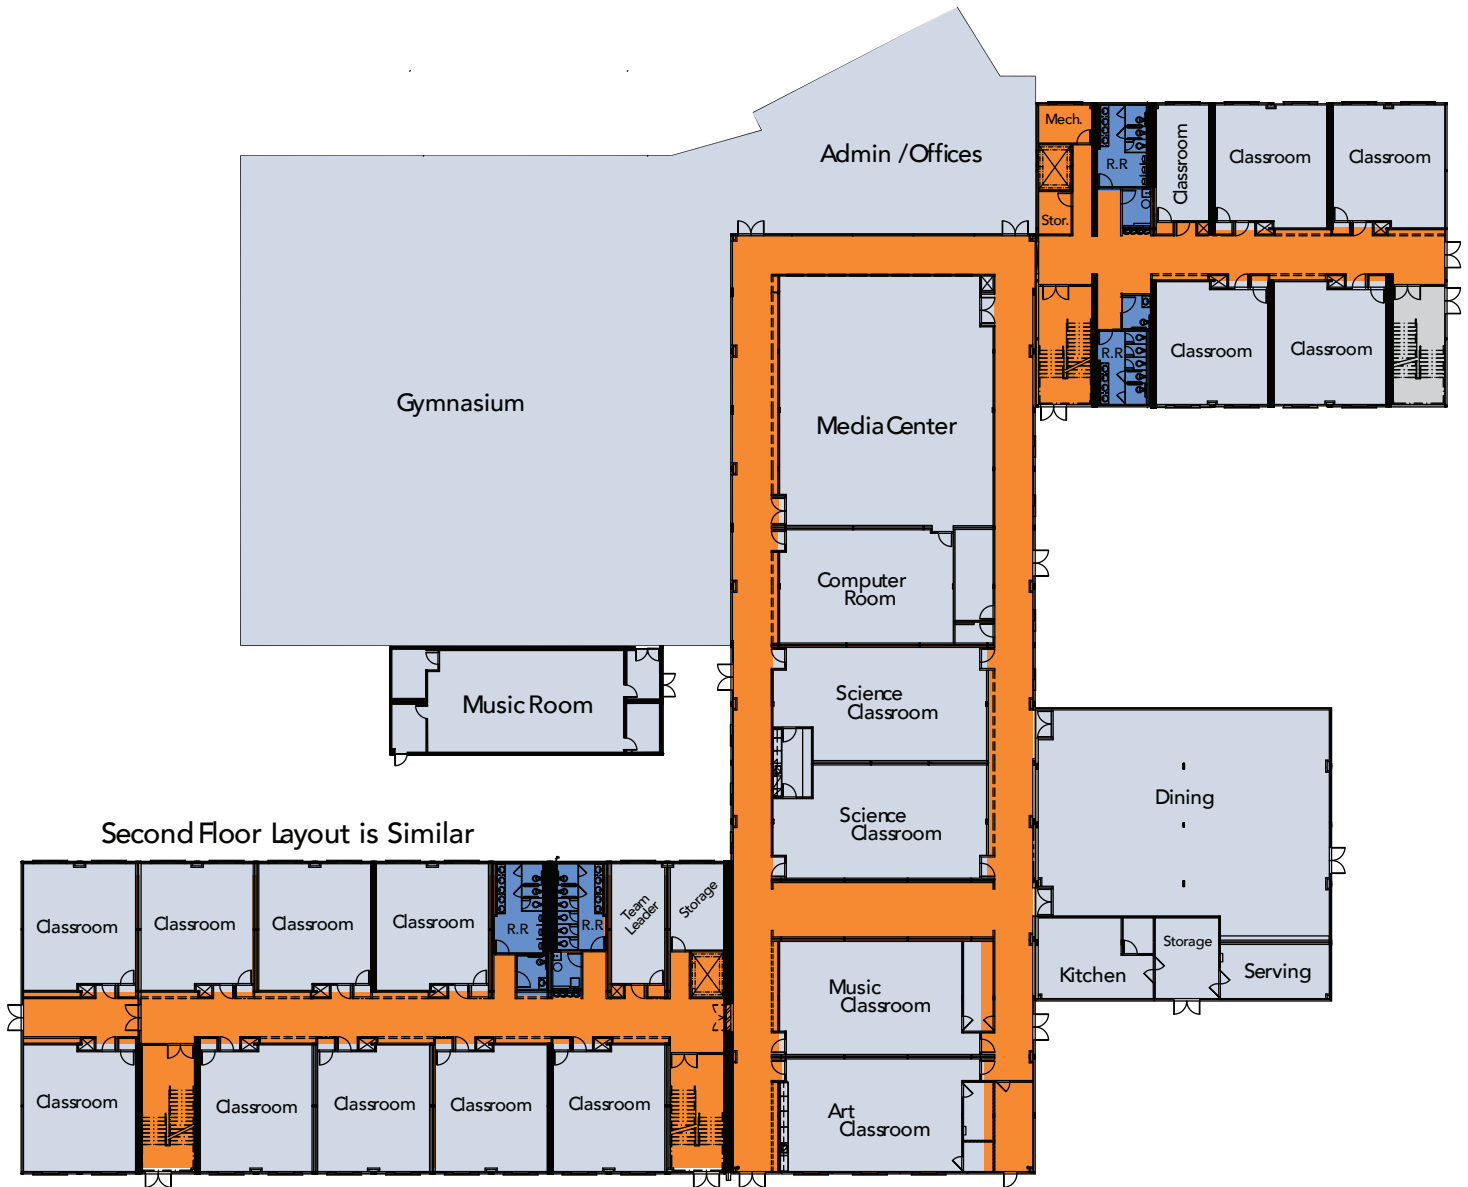 Admin / Offices
Mech.
R.R
Stor.
Classroom
Classroom
Classroom
R.R
Classroom
Classroom
Gymnasium
Media Center
Computer
Room
Music Room
Science
Classroom
Science
Classroom
Dining
Second Floor Layout is Similar
Classroom
Classroom
Classroom
Classroom
R.R
R.R
Team
Leader
Storage
Music
Classroom
Kitchen
Storage
Serving
Classroom
Classroom
Classroom
Classroom
Classroom
Art
Classroom